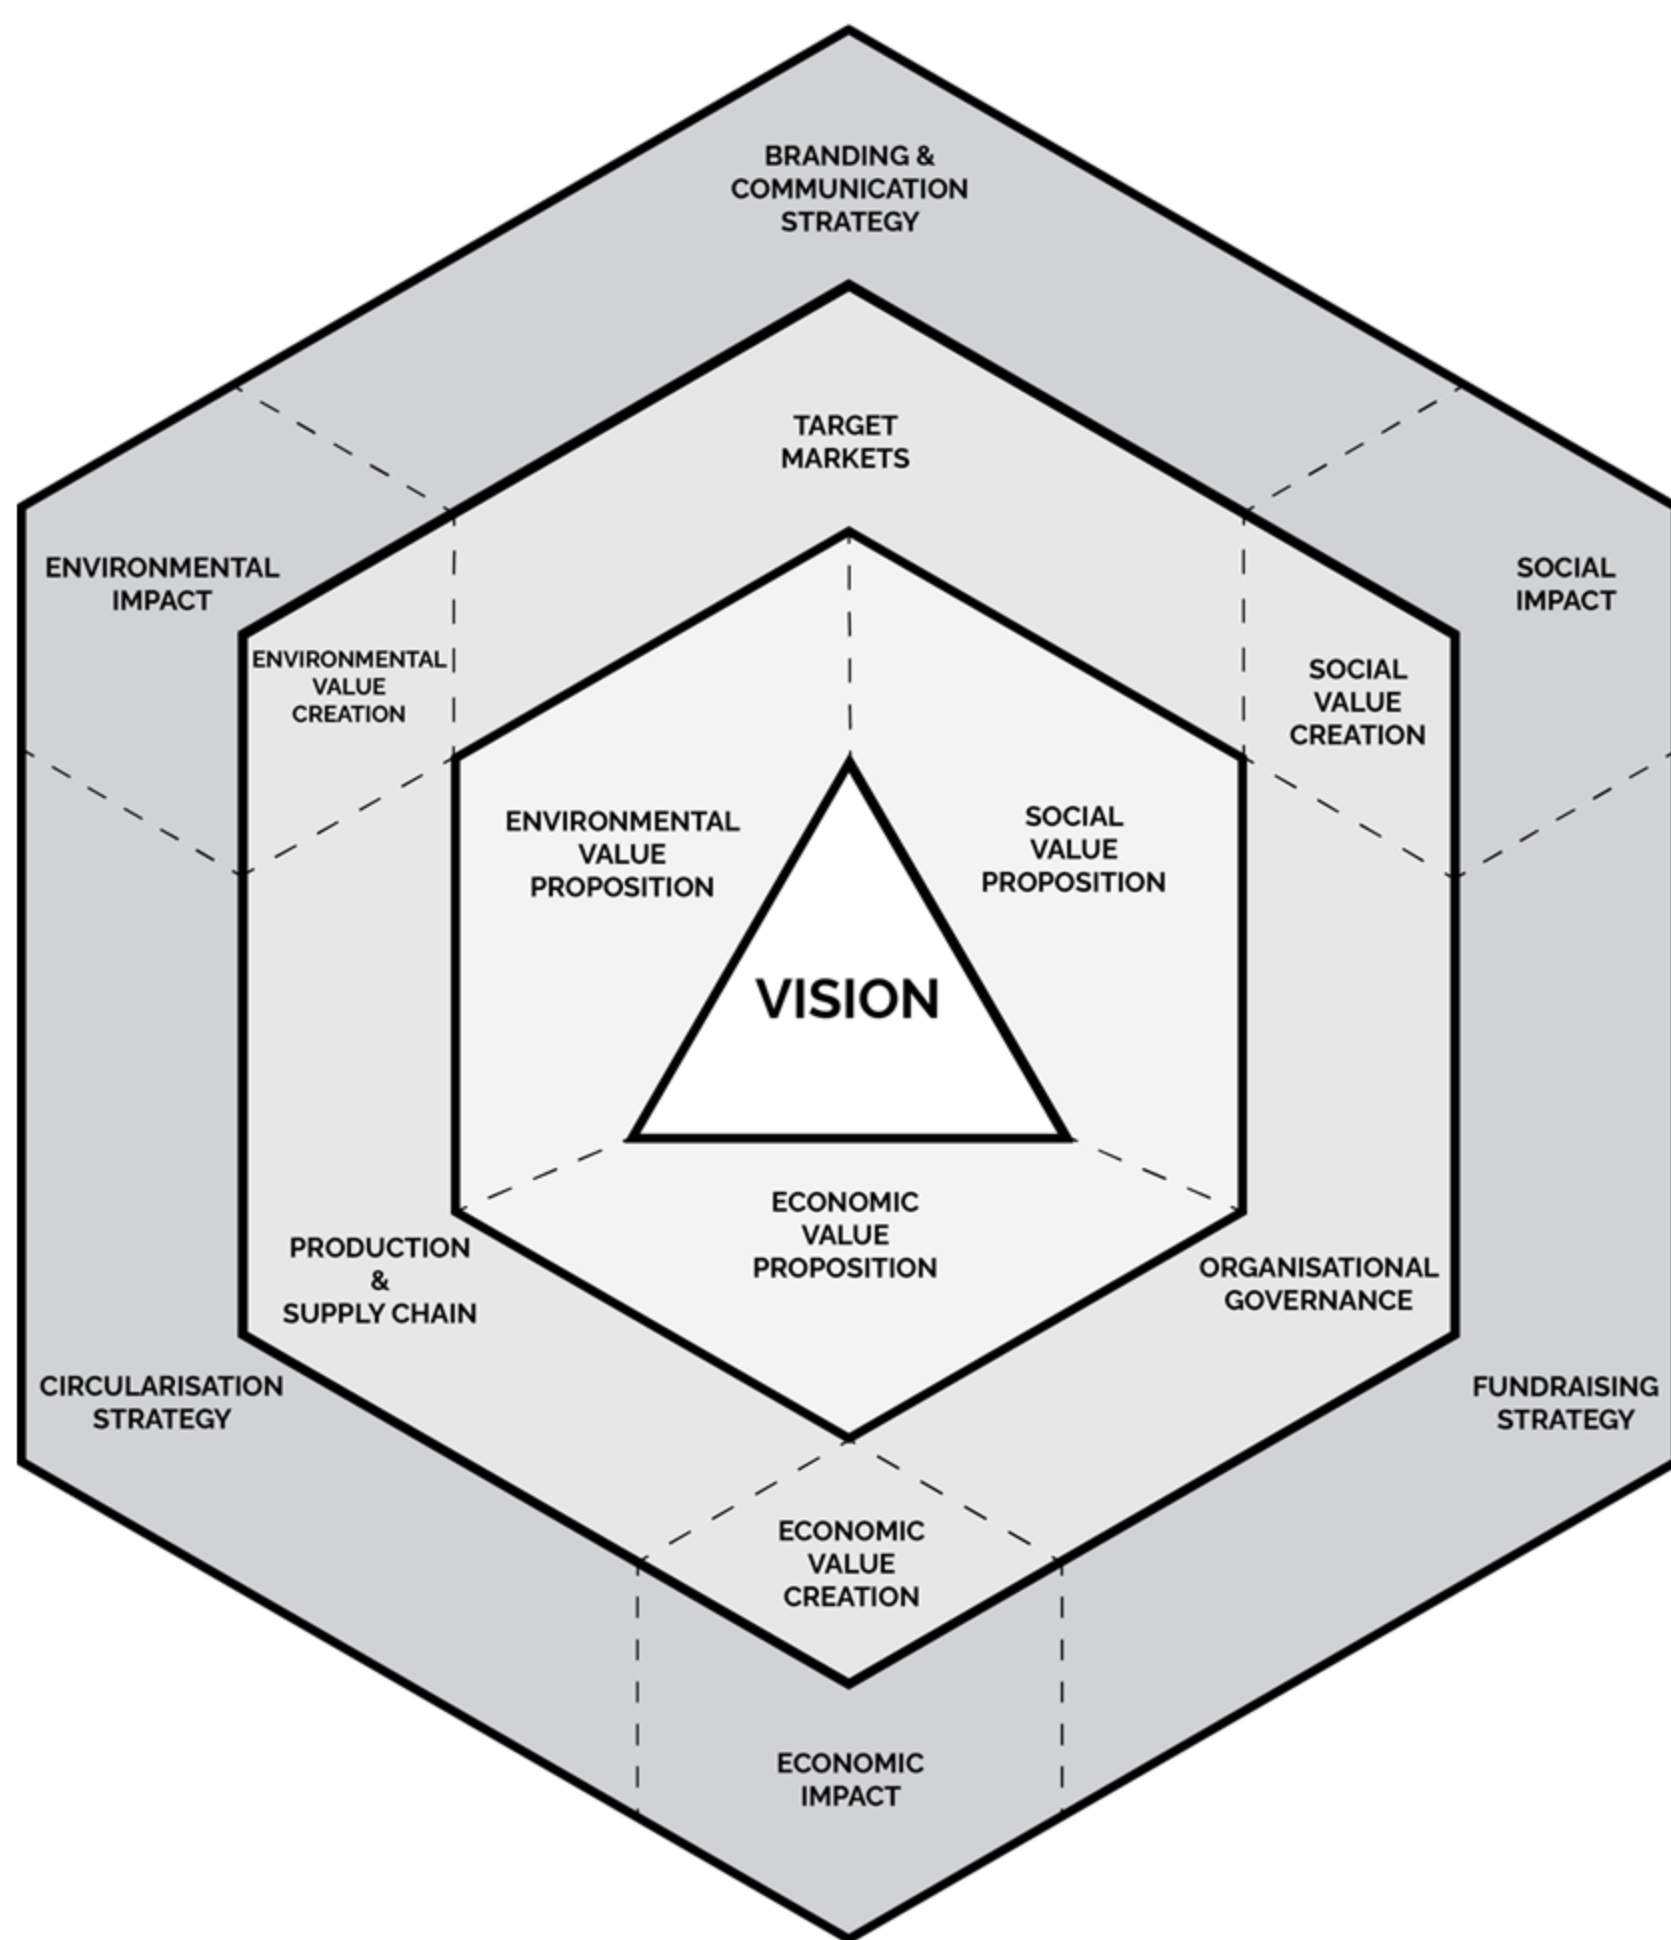 BRANDING &
COMMUNICATION
STRATEGY
TARGET
MARKETS
ENVIRONMENTAL
IMPACT
SOCIAL
IMPACT
ENVIRONMENTAL
VALUE
CREATION
SOCIAL
VALUE
CREATION
ENVIRONMENTAL
VALUE
PROPOSITION
SOCIAL
VALUE
PROPOSITION
VISION
ECONOMIC
VALUE
PROPOSITION
PRODUCTION
&
SUPPLY CHAIN
ORGANISATIONAL
GOVERNANCE
CIRCULARISATION
STRATEGY
FUNDRAISING
STRATEGY
ECONOMIC
VALUE
CREATION
ECONOMIC
IMPACT